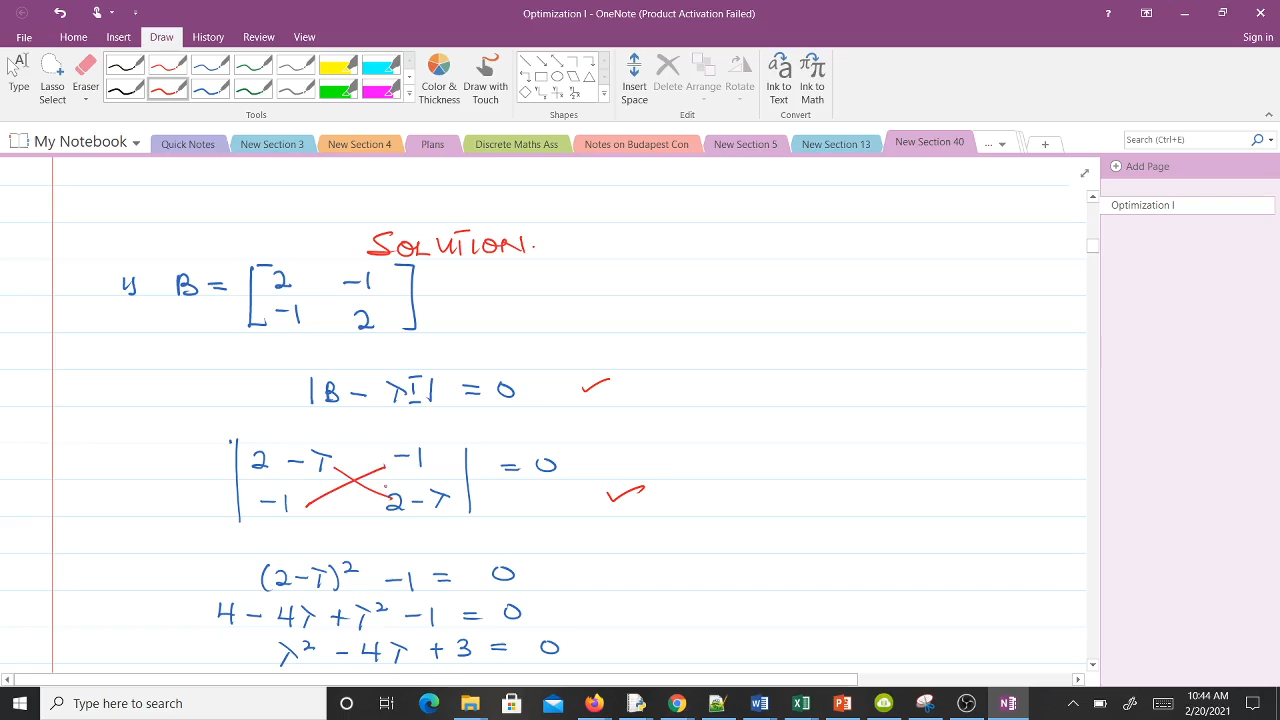 Optimization I - OneNote (Product Activation Failed)
File Home Insert Draw History Review View Sign in
Type Lasso Select Eraser Color & Thickness Draw with Touch Insert Space Delete Arrange Rotate Ink to Text Ink to Math
Tools Shapes Edit Convert
My Notebook Quick Notes New Section 3 New Section 4 Plans Discrete Maths Ass Notes on Budapest Con New Section 5 New Section 13 New Section 40 ... + Search (Ctrl+E)
Add Page
Optimization I
SOLUTION.
B = [ 2 -1
-1 2 ]
|B - λI| = 0 ✓
| 2 - λ -1 | = 0
| -1 2 - λ | ✓
(2-λ)² - 1 = 0
4 - 4λ + λ² - 1 = 0
λ² - 4λ + 3 = 0
Type here to search
10:44 AM
2/20/2021